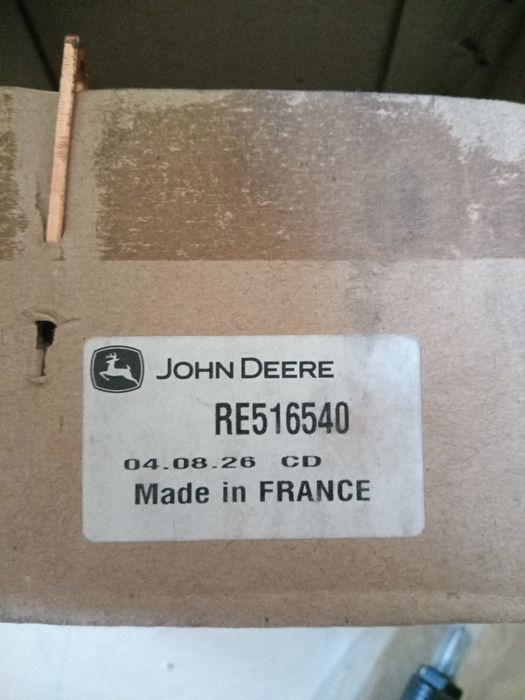 JOHN DEERE
RE516540
04.08.26 CD
Made in FRANCE